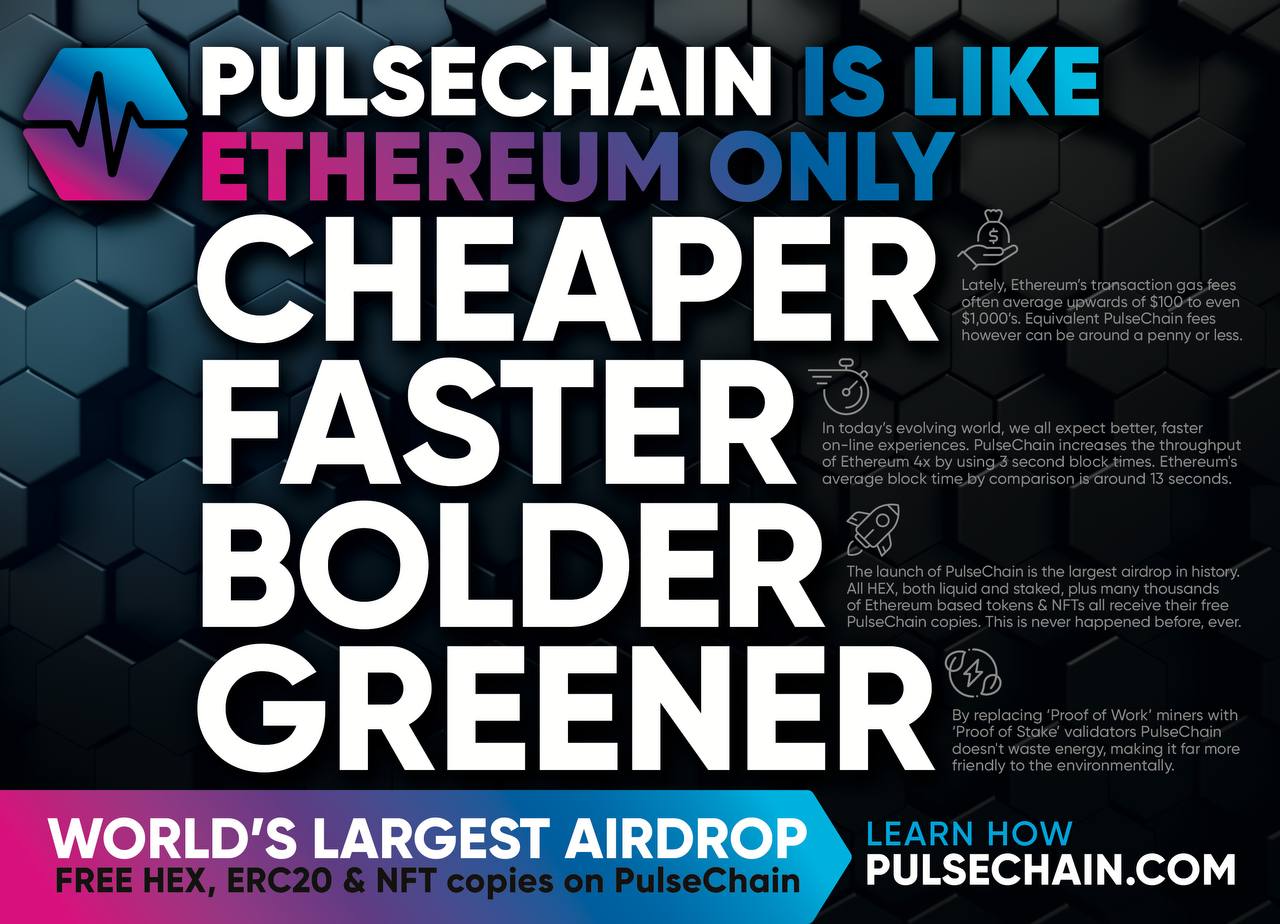 PULSECHAIN IS LIKE
ETHEREUM ONLY
CHEAPER
Lately, Ethereum's transaction gas fees
often average upwards of $100 to even
$1,000's. Equivalent PulseChain fees
however can be around a penny or less.
FASTER
In today's evolving world, we all expect better, faster
on-line experiences. PulseChain increases the throughput
of Ethereum 4x by using 3 second block times. Ethereum's
average block time by comparison is around 13 seconds.
BOLDER
The launch of PulseChain is the largest airdrop in history.
All HEX, both liquid and staked, plus many thousands
of Ethereum based tokens & NFTs all receive their free
PulseChain copies. This is never happened before, ever.
GREENER
By replacing 'Proof of Work' miners with
'Proof of Stake' validators PulseChain
doesn't waste energy, making it far more
friendly to the environmentally.
WORLD'S LARGEST AIRDROP
FREE HEX, ERC20 & NFT copies on PulseChain
LEARN HOW
PULSECHAIN.COM